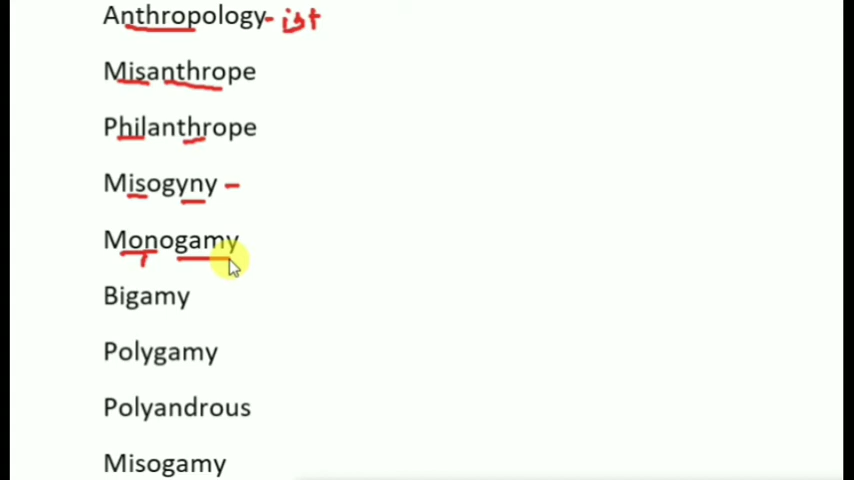 Anthropology- ist
Misanthrope
Philanthrope
Misogyny -
Monogamy
Bigamy
Polygamy
Polyandrous
Misogamy